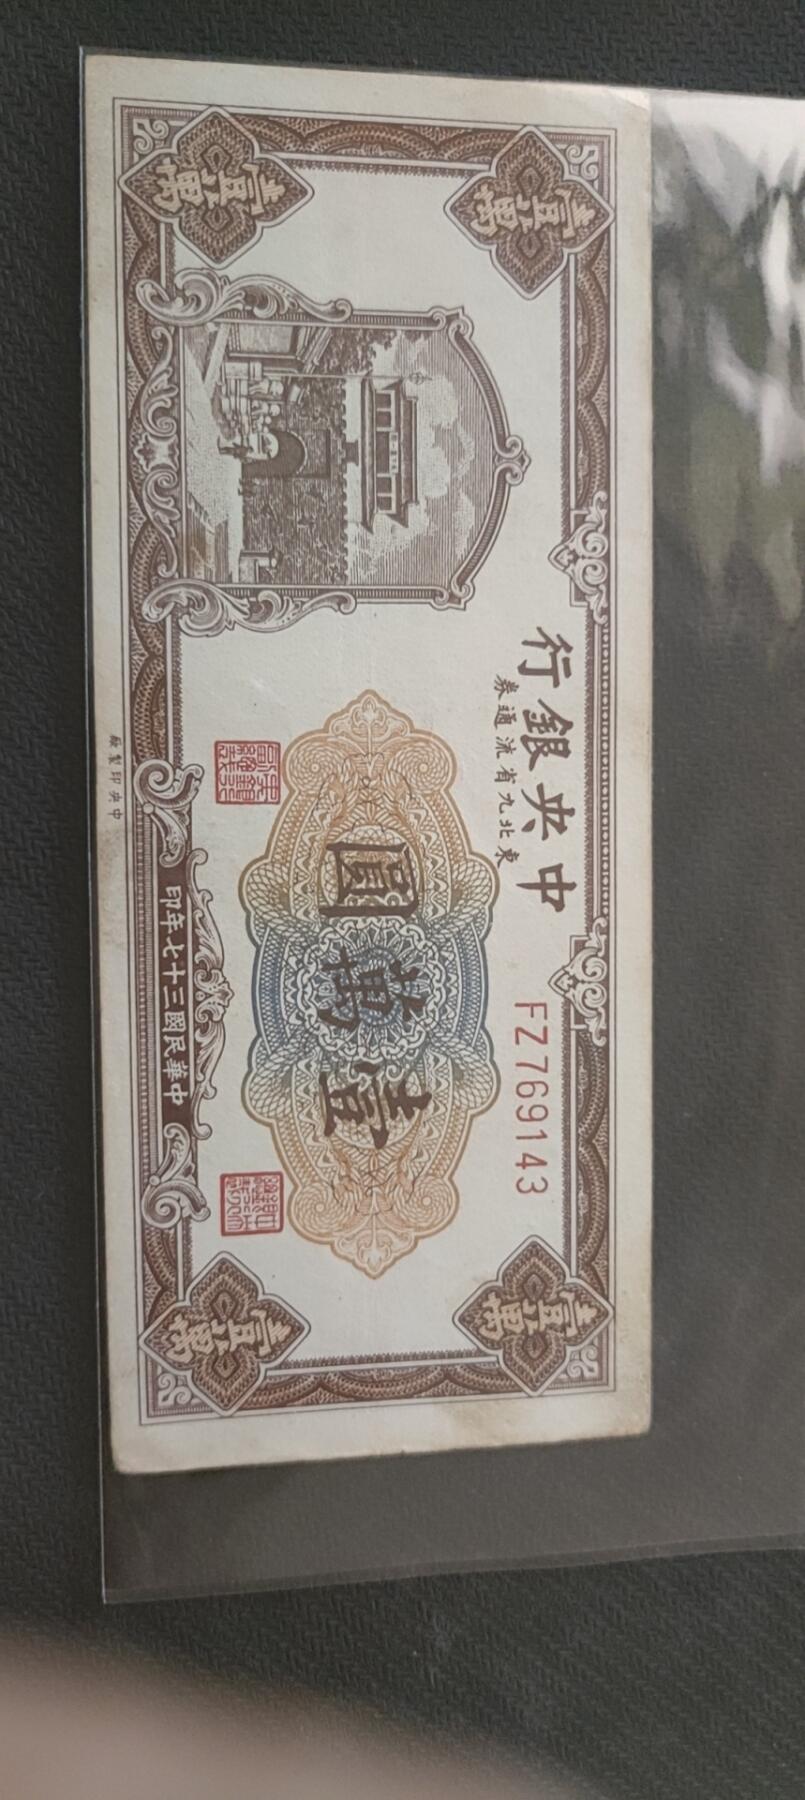 壹萬
壹萬
中央銀行
東北九省流通券
FZ769143
壹萬圓
中華民國三十七年印
壹萬
壹萬
中央印製廠